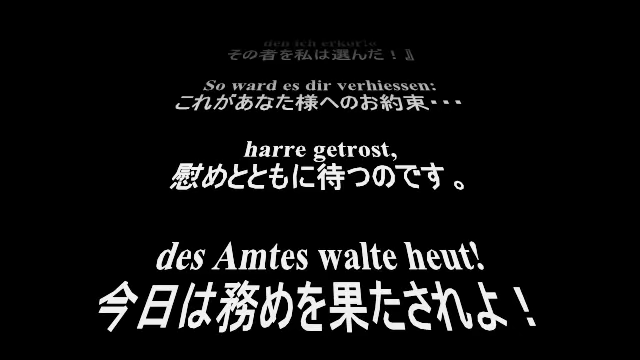 den ich erkor!«
その者を私は選んだ！』
So ward es dir verhiessen:
これがあなた様へのお約束・・・
harre getrost,
慰めとともに待つのです 。
des Amtes walte heut!
今日は務めを果たされよ！